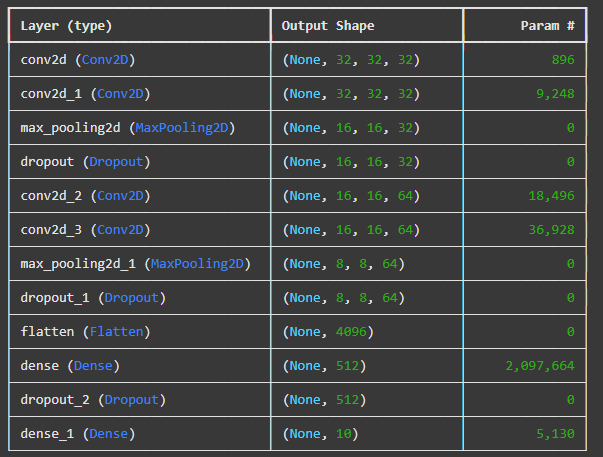 Layer (type) Output Shape Param #
conv2d (Conv2D) (None, 32, 32, 32) 896
conv2d_1 (Conv2D) (None, 32, 32, 32) 9,248
max_pooling2d (MaxPooling2D) (None, 16, 16, 32) 0
dropout (Dropout) (None, 16, 16, 32) 0
conv2d_2 (Conv2D) (None, 16, 16, 64) 18,496
conv2d_3 (Conv2D) (None, 16, 16, 64) 36,928
max_pooling2d_1 (MaxPooling2D) (None, 8, 8, 64) 0
dropout_1 (Dropout) (None, 8, 8, 64) 0
flatten (Flatten) (None, 4096) 0
dense (Dense) (None, 512) 2,097,664
dropout_2 (Dropout) (None, 512) 0
dense_1 (Dense) (None, 10) 5,130